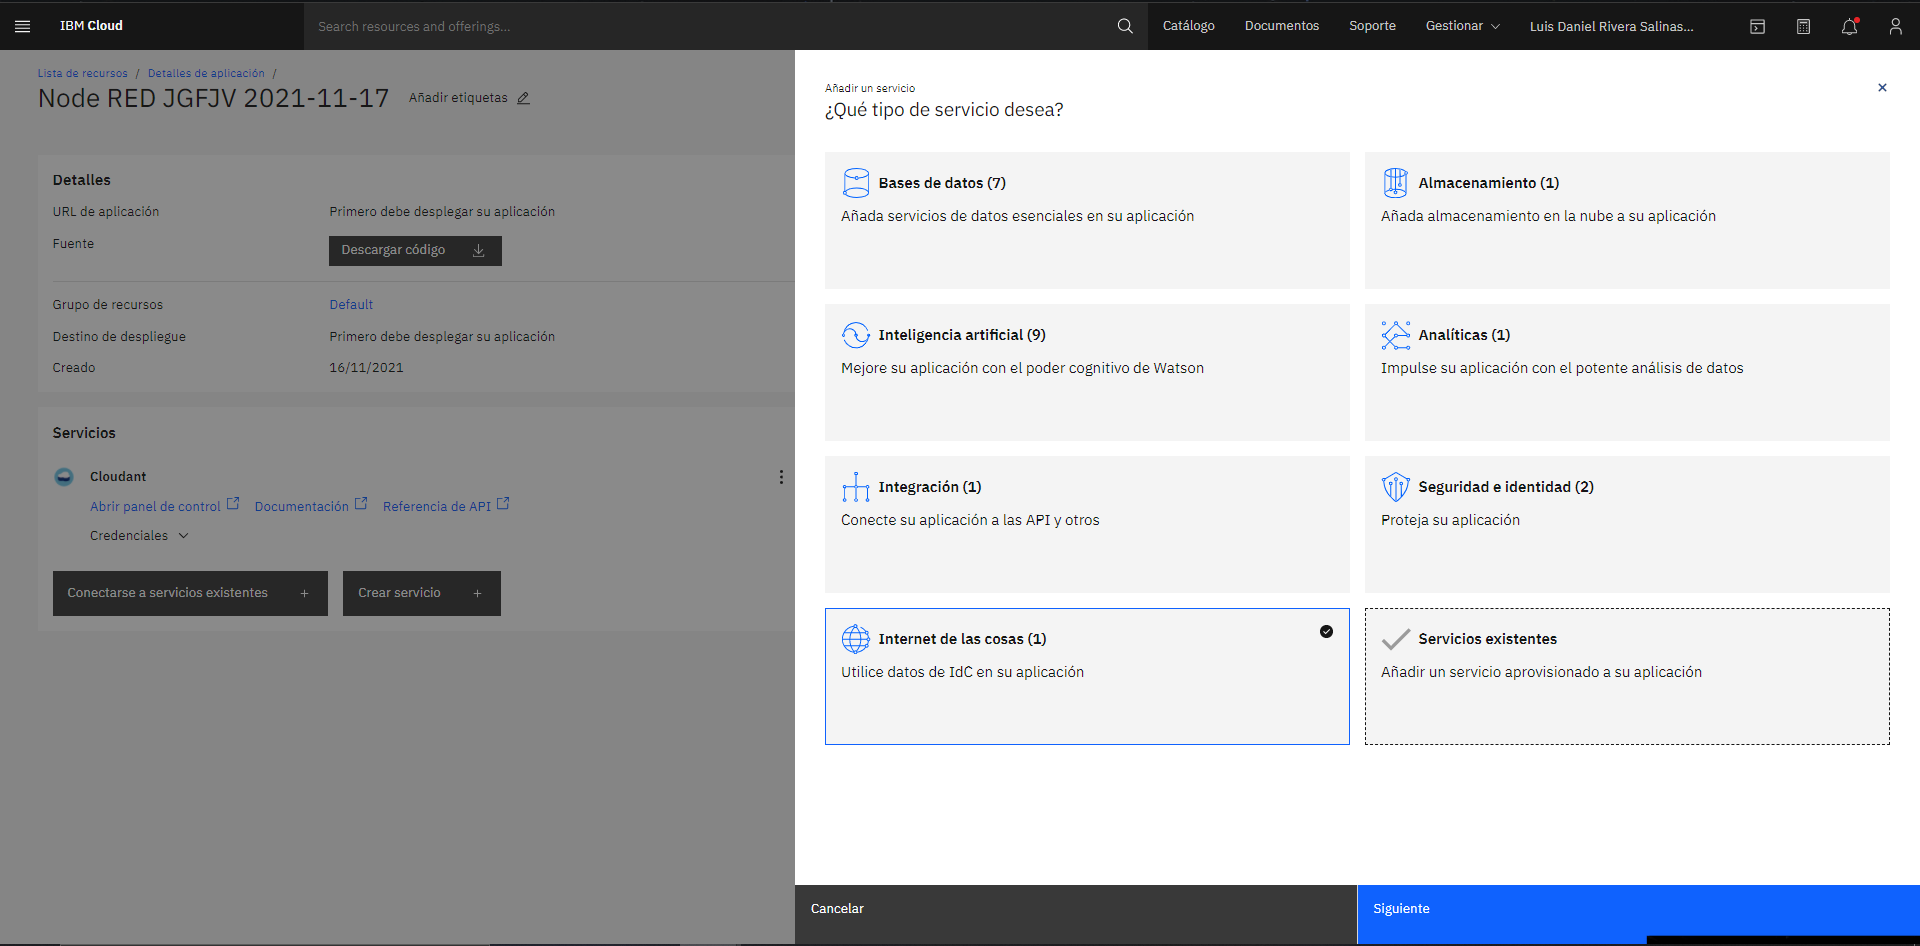 IBM Cloud
Search resources and offerings...
Catálogo
Documentos
Soporte
Gestionar
Luis Daniel Rivera Salinas...
Lista de recursos / Detalles de aplicación /
Node RED JGFJV 2021-11-17
Añadir etiquetas
Detalles
URL de aplicación
Primero debe desplegar su aplicación
Fuente
Descargar código
Grupo de recursos
Default
Destino de despliegue
Primero debe desplegar su aplicación
Creado
16/11/2021
Servicios
Cloudant
Abrir panel de control
Documentación
Referencia de API
Credenciales
Conectarse a servicios existentes +
Crear servicio +
Añadir un servicio
¿Qué tipo de servicio desea?
Bases de datos (7)
Añada servicios de datos esenciales en su aplicación
Almacenamiento (1)
Añada almacenamiento en la nube a su aplicación
Inteligencia artificial (9)
Mejore su aplicación con el poder cognitivo de Watson
Analíticas (1)
Impulse su aplicación con el potente análisis de datos
Integración (1)
Conecte su aplicación a las API y otros
Seguridad e identidad (2)
Proteja su aplicación
Internet de las cosas (1)
Utilice datos de IdC en su aplicación
Servicios existentes
Añadir un servicio aprovisionado a su aplicación
Cancelar
Siguiente